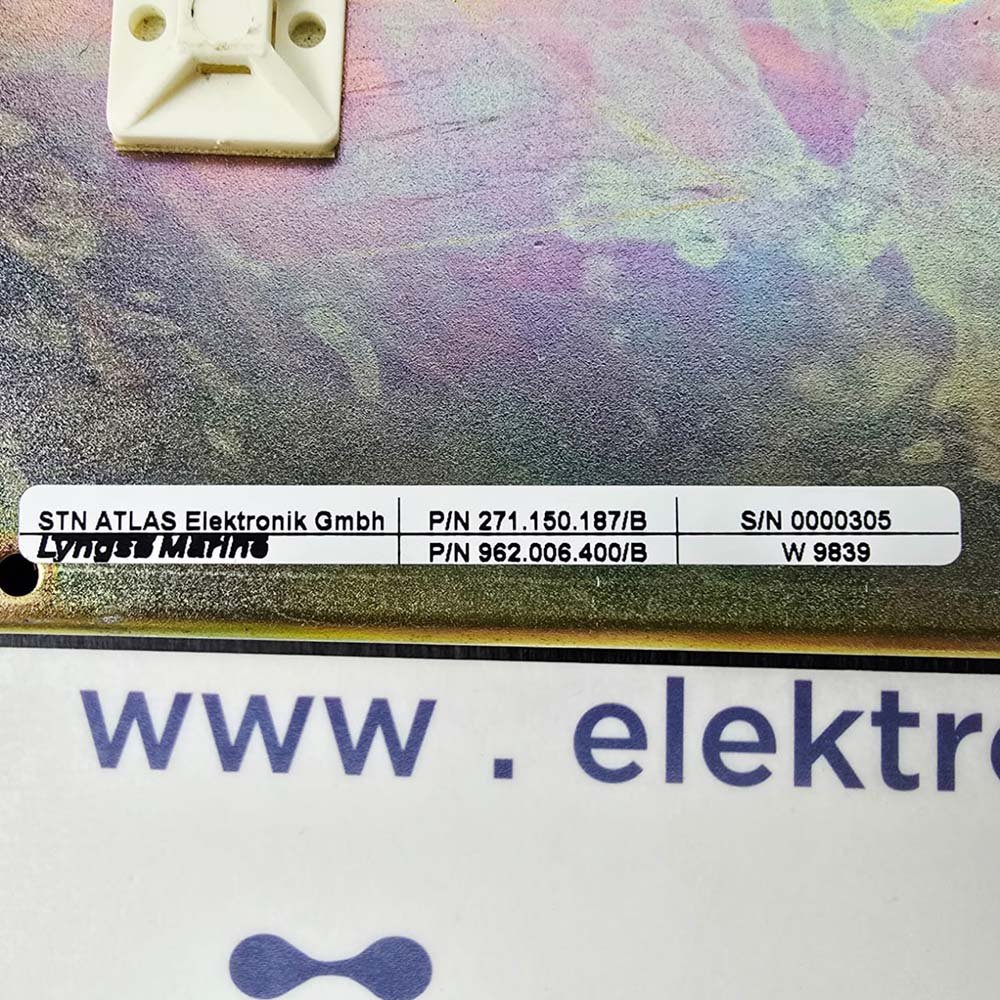 STN ATLAS Elektronik Gmbh P/N 271.150.187/B S/N 0000305
Lyngsø Marine P/N 962.006.400/B W 9839
www . elektr